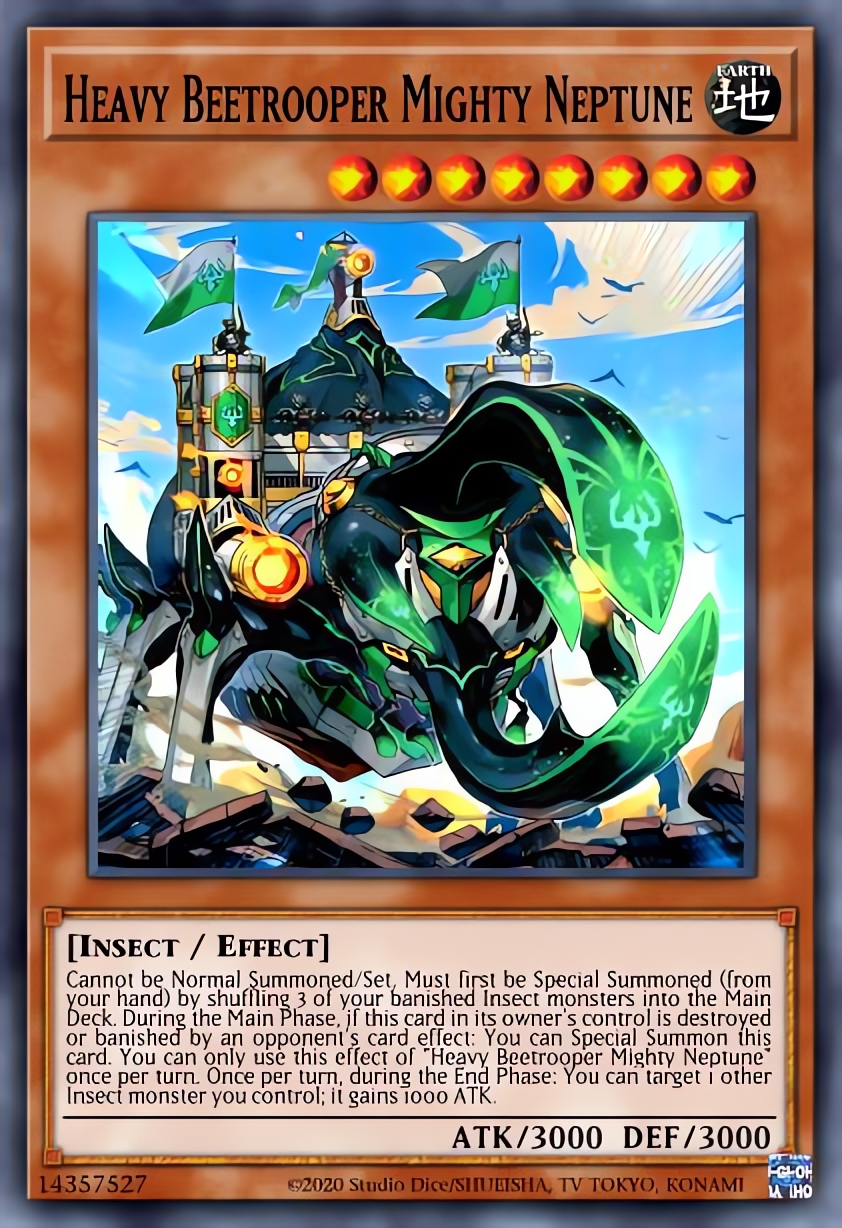 HEAVY BEETROOPER MIGHTY NEPTUNE
EARTH
地
[INSECT / EFFECT]
Cannot be Normal Summoned/Set, Must first be Special Summoned (from
your hand) by shuffling 3 of your banished Insect monsters into the Main
Deck. During the Main Phase, if this card in its owner's control is destroyed
or banished by an opponent's card effect: You can Special Summon this
card. You can only use this effect of "Heavy Beetrooper Mighty Neptune"
once per turn. Once per turn, during the End Phase: You can target 1 other
Insect monster you control; it gains 1000 ATK.
ATK/3000 DEF/3000
14357527
©2020 Studio Dice/SHUEISHA, TV TOKYO, KONAMI